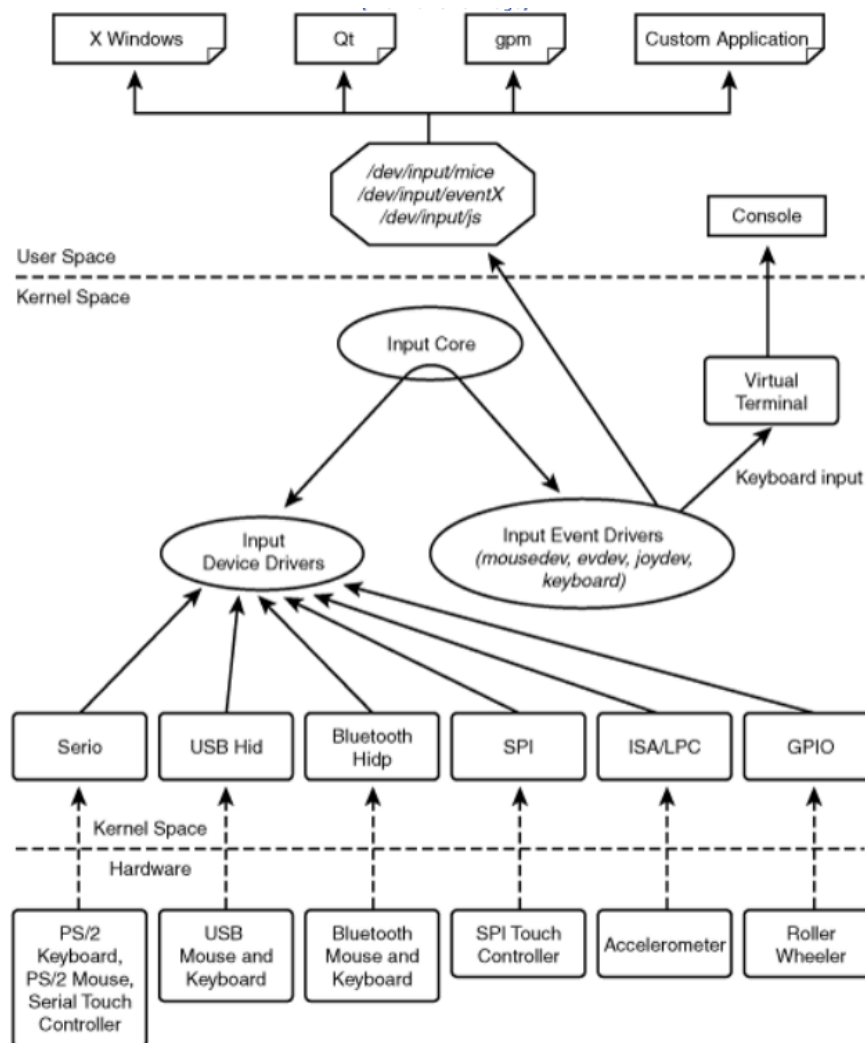 X Windows
Qt
gpm
Custom Application
/dev/input/mice
/dev/input/eventX
/dev/input/js
Console
User Space
Kernel Space
Input Core
Virtual
Terminal
Keyboard input
Input
Device Drivers
Input Event Drivers
(mousedev, evdev, joydev,
keyboard)
Serio
USB Hid
Bluetooth
Hidp
SPI
ISA/LPC
GPIO
Kernel Space
Hardware
PS/2
Keyboard,
PS/2 Mouse,
Serial Touch
Controller
USB
Mouse and
Keyboard
Bluetooth
Mouse and
Keyboard
SPI Touch
Controller
Accelerometer
Roller
Wheeler